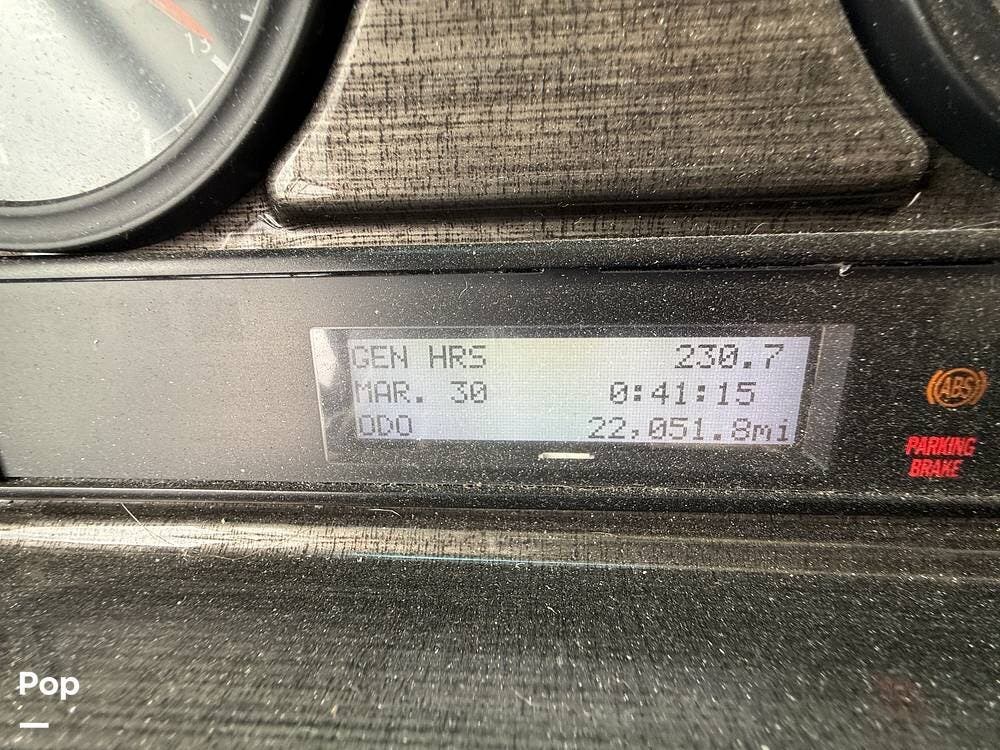 GEN HRS 230.7
MAR. 30 0:41:15
ODO 22,051.8mi
ABS
PARKING
BRAKE
Pop